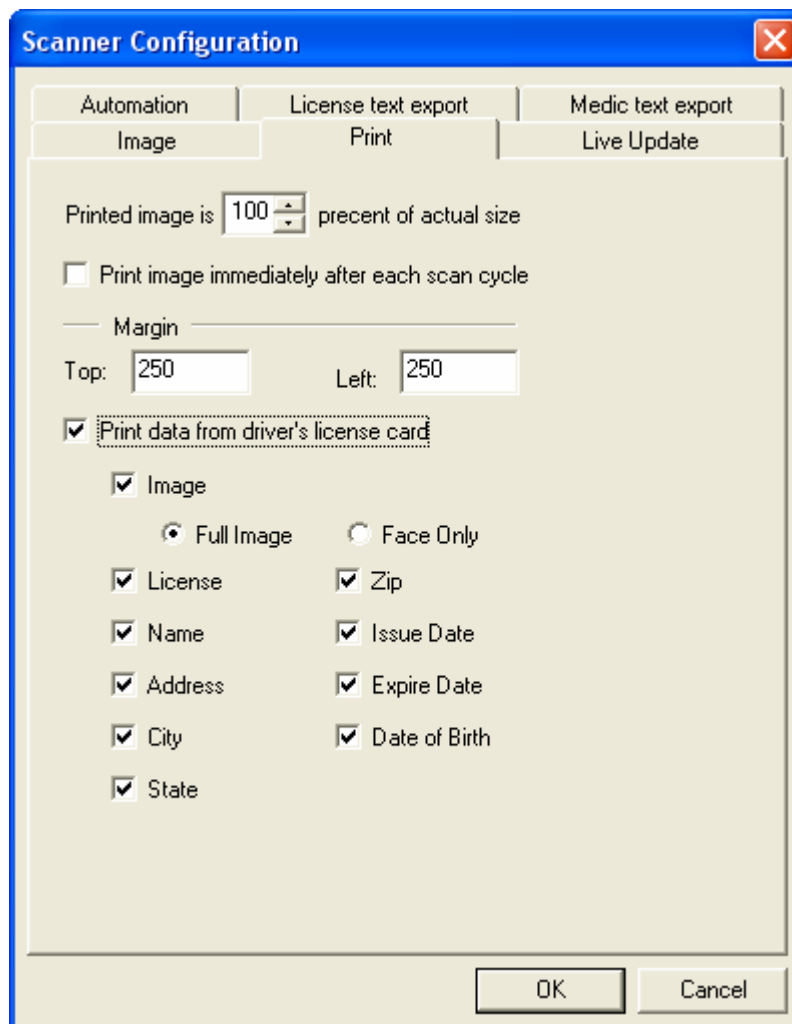 Scanner Configuration
Automation License text export Medic text export
Image Print Live Update
Printed image is 100 precent of actual size
Print image immediately after each scan cycle
Margin
Top: 250 Left: 250
Print data from driver's license card
Image
Full Image Face Only
License Zip
Name Issue Date
Address Expire Date
City Date of Birth
State
OK Cancel